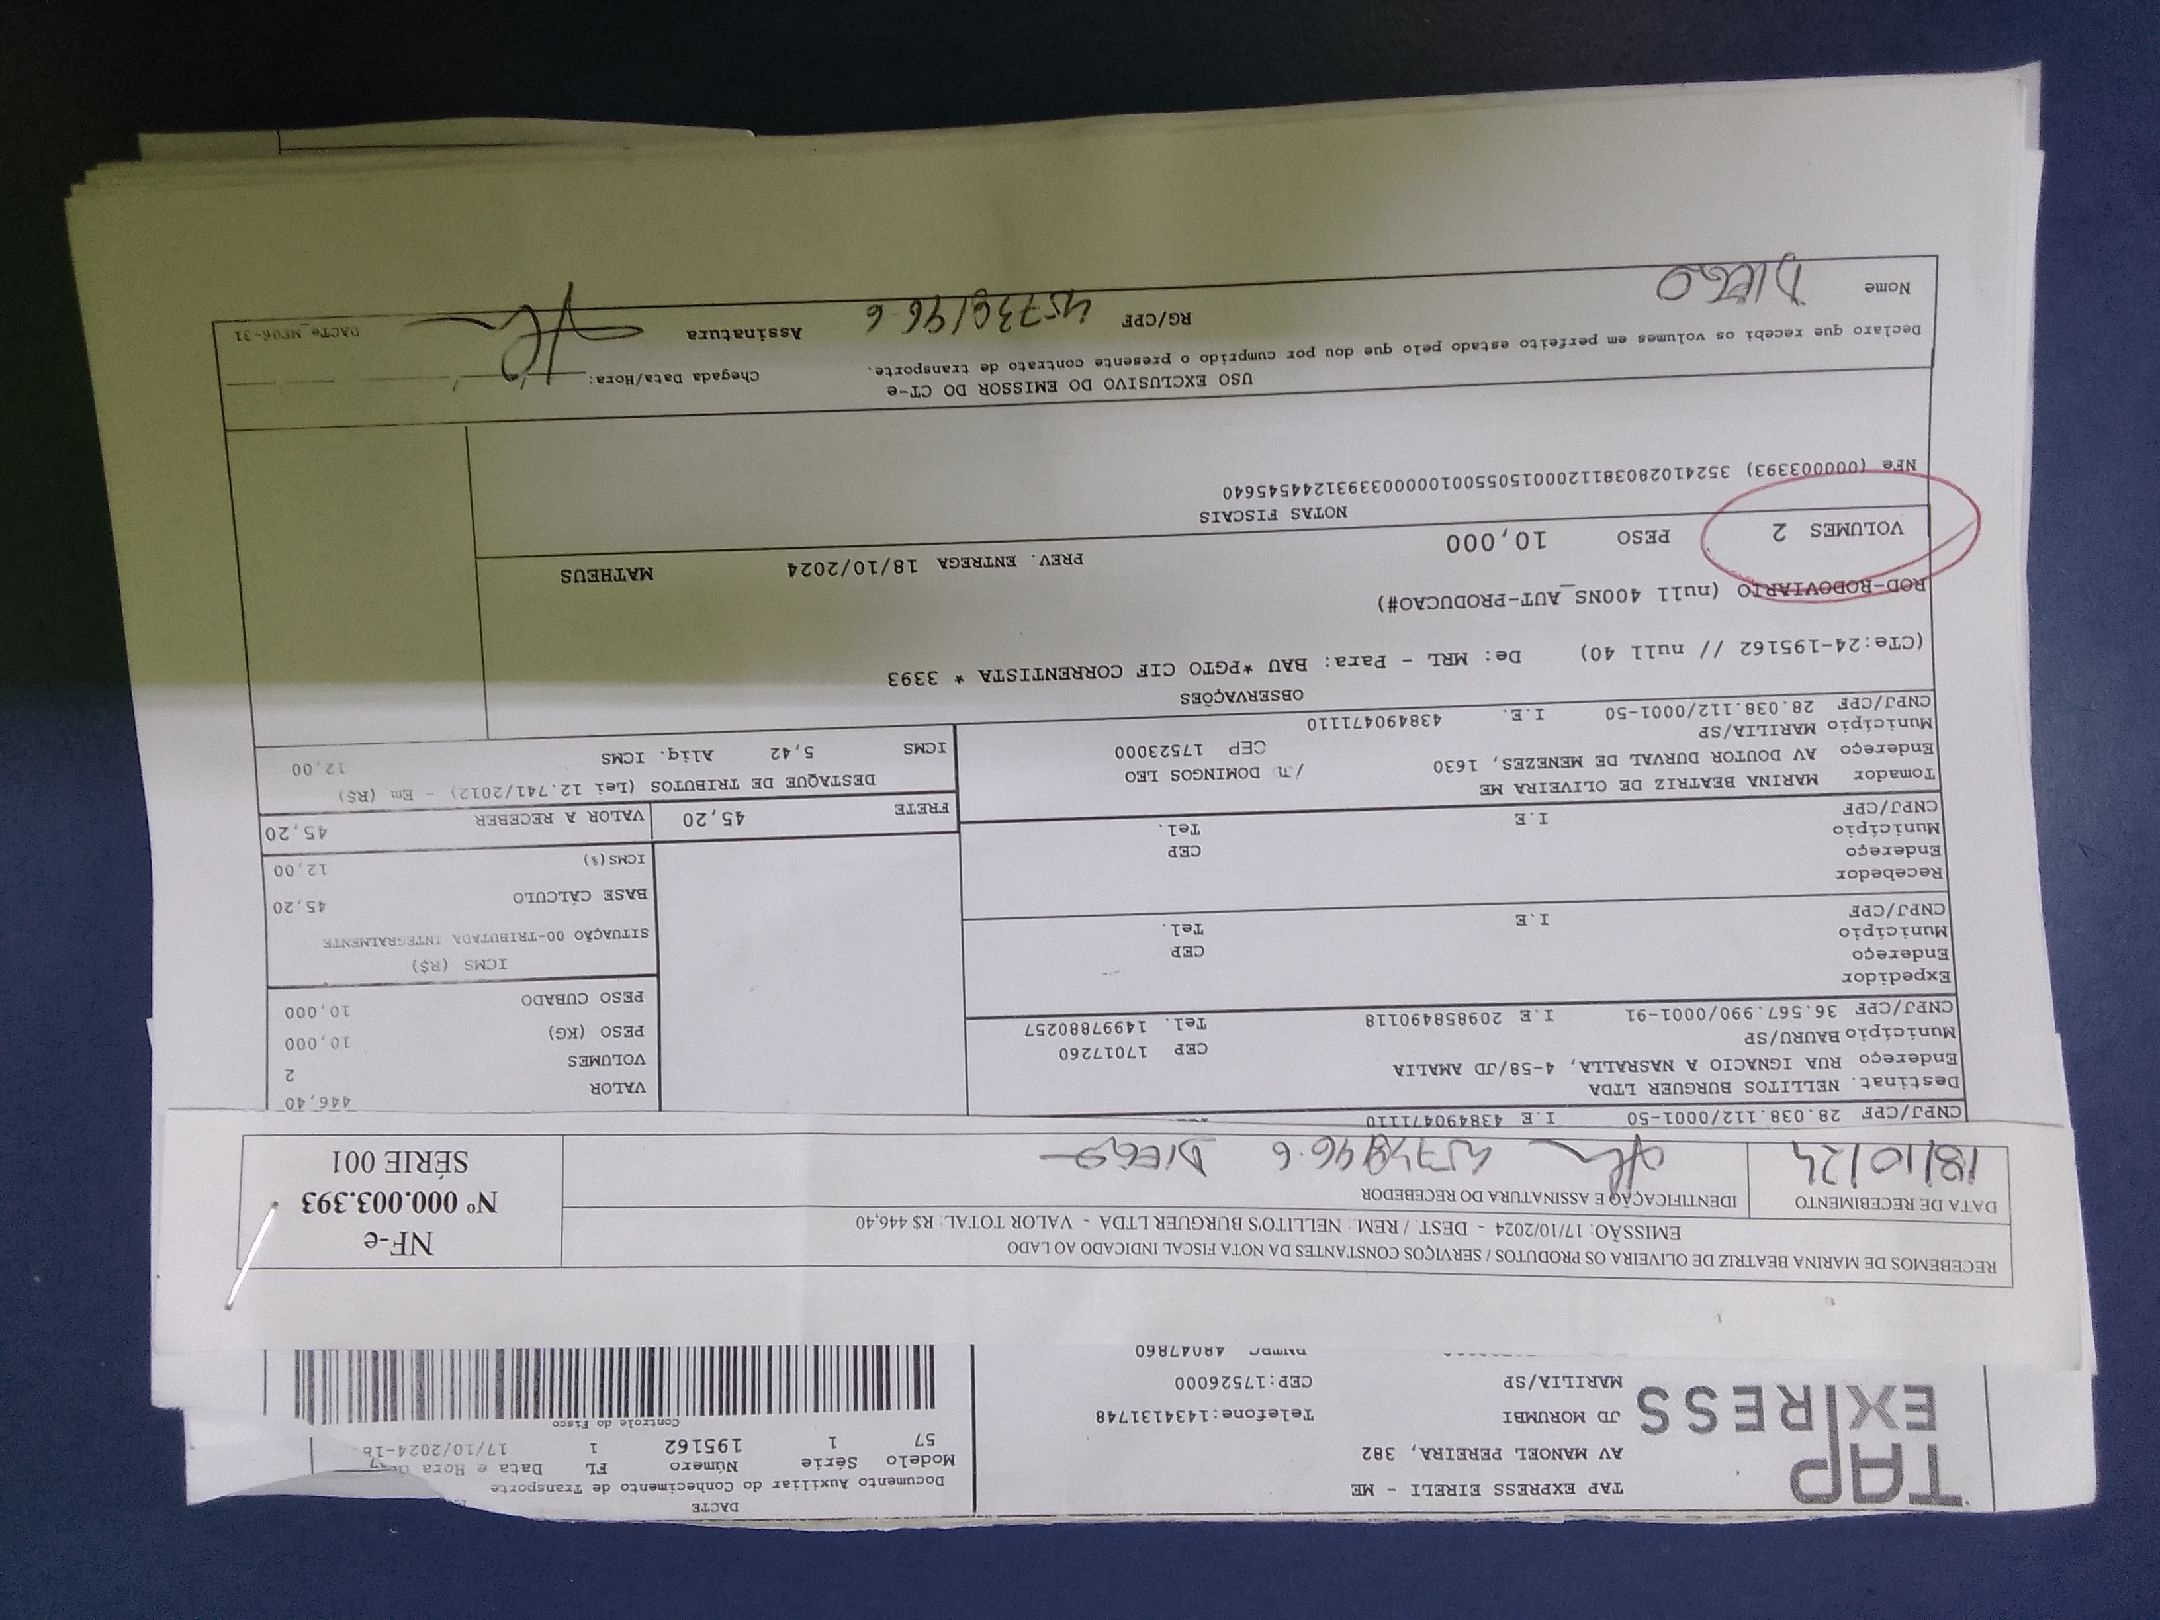 TAP
EXPRESS
TAP EXPRESS EIRELI - ME
AV MANOEL PEREIRA, 382
JD MORUMBI Telefone:1434131748
MARILIA/SP CEP:17526000
48047860
DACTE
Documento Auxiliar do Conhecimento de Transporte
Modelo Série Número FL Data e Hora de
57 1 195162 1 17/10/2024-16
Controle do Fisco
RECEBEMOS DE MARINA BEATRIZ DE OLIVEIRA OS PRODUTOS / SERVIÇOS CONSTANTES DA NOTA FISCAL INDICADO AO LADO
EMISSÃO: 17/10/2024 - DEST. / REM.: NELLITO'S BURGUER LTDA - VALOR TOTAL: R$ 446,40
DATA DE RECEBIMENTO
18/10/24
IDENTIFICAÇÃO E ASSINATURA DO RECEBEDOR
DIEGO
NF-e
Nº 000.003.393
SÉRIE 001
CNPJ/CPF 28.038.112/0001-50 I.E 438490471110
Destinat. NELLITOS BURGUER LTDA
Endereço RUA IGNACIO A NASRALLA, 4-58/JD AMALIA
Município BAURU/SP CEP 17017260
CNPJ/CPF 36.567.990/0001-91 I.E 209858490118 Tel. 14997880257
Expedidor
Endereço
Município CEP
CNPJ/CPF I.E Tel.
Recebedor
Endereço
Município CEP
CNPJ/CPF I.E Tel.
Tomador MARINA BEATRIZ DE OLIVEIRA ME
Endereço AV DOUTOR DURVAL DE MENEZES, 1630 / DOMINGOS LEO
Município MARILIA/SP CEP 17523000
CNPJ/CPF 28.038.112/0001-50 I.E. 438490471110
VALOR 446,40
VOLUMES 2
PESO (KG) 10,000
PESO CUBADO 10,000
ICMS (R$)
SITUAÇÃO 00-TRIBUTADA INTEGRALMENTE
BASE CÁLCULO 45,20
ICMS(%) 12,00
FRETE 45,20 VALOR A RECEBER 45,20
DESTAQUE DE TRIBUTOS (Lei 12.741/2012) - Em (R$)
ICMS 5,42 Aliq. ICMS 12,00
OBSERVAÇÕES
(CTe:24-195162 // null 40) De: MRL - Para: BAU *PGTO CIF CORRENTISTA * 3393
ROD-RODOVIARIO (null 400NS_AUT-PRODUCAO#)
VOLUMES 2 PESO 10,000 PREV. ENTREGA 18/10/2024 MATHEUS
NOTAS FISCAIS
NFe (000003393) 35241028038112000150550010000033931244545640
USO EXCLUSIVO DO EMISSOR DO CT-e
Declaro que recebi os volumes em perfeito estado pelo que dou por cumprido o presente contrato de transporte. Chegada Data/Hora:
Nome DIEGO RG/CPF Assinatura DACTe_MF06-31